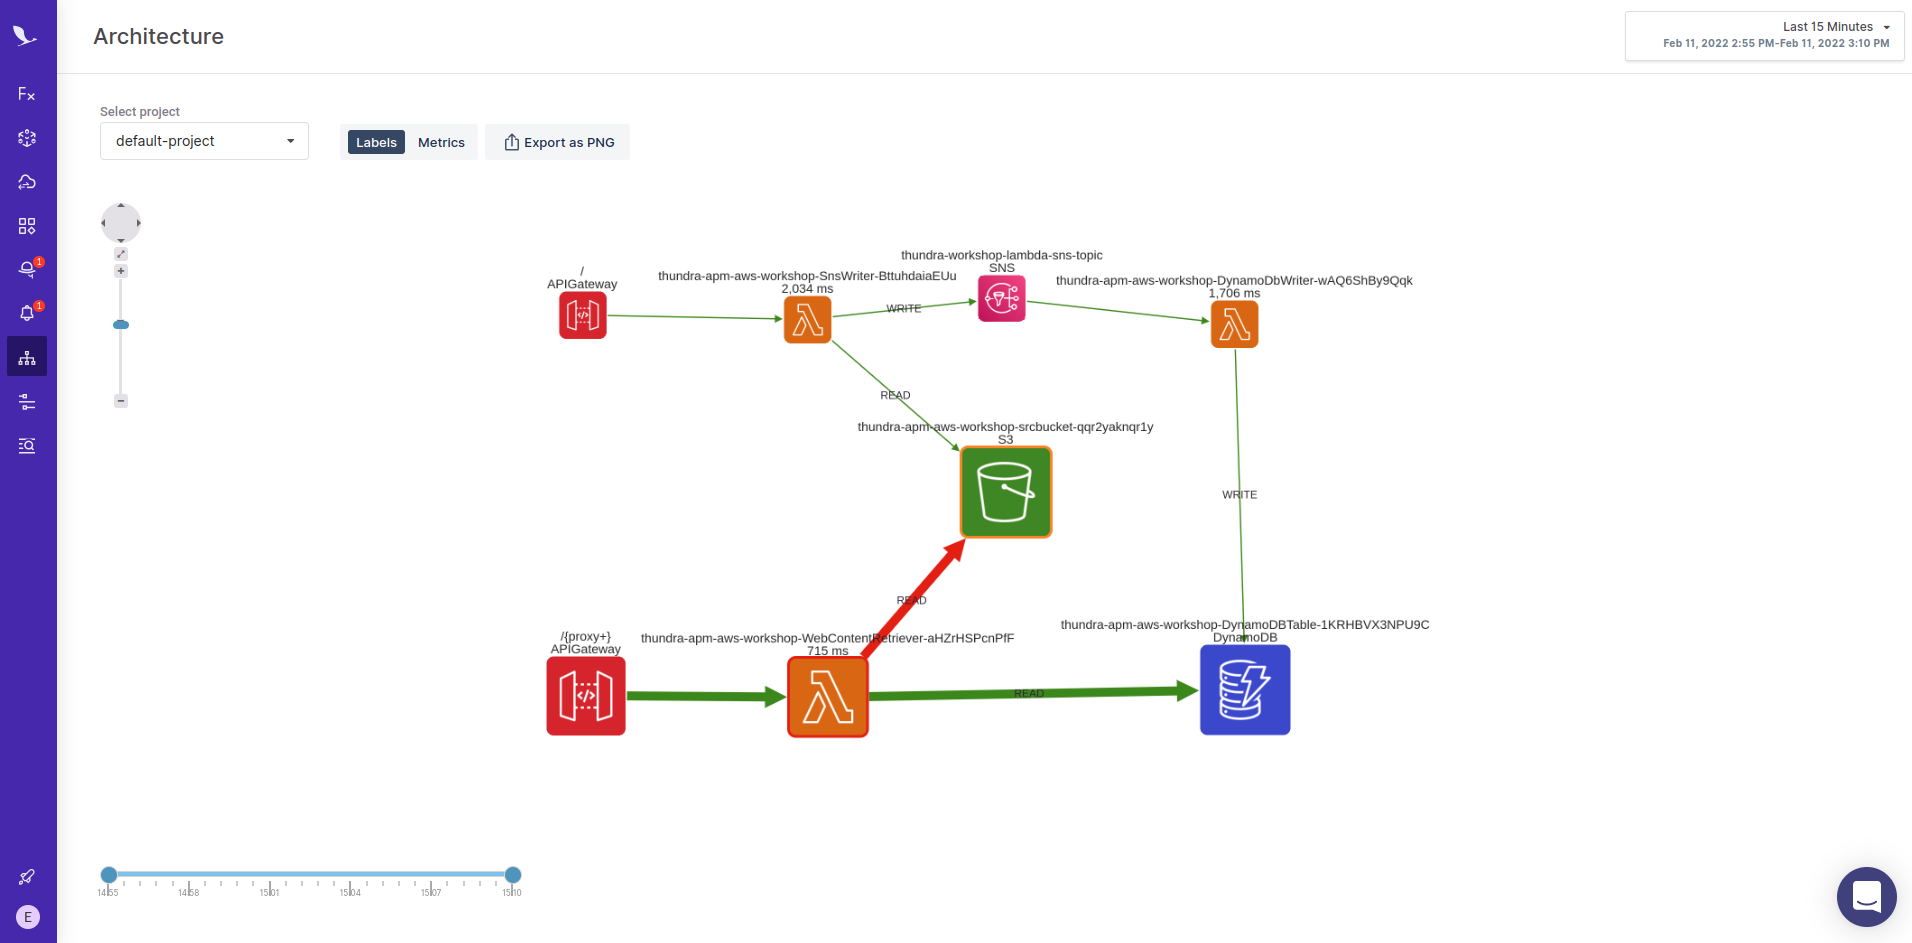 Architecture
Last 15 Minutes
Feb 11, 2022 2:55 PM-Feb 11, 2022 3:10 PM
Fx
Select project
default-project
Labels
Metrics
Export as PNG
1
1
/
APIGateway
thundra-apm-aws-workshop-SnsWriter-BttuhdaiaEUu
2,034 ms
WRITE
thundra-workshop-lambda-sns-topic
SNS
thundra-apm-aws-workshop-DynamoDbWriter-wAQ6ShBy9Qqk
1,706 ms
READ
thundra-apm-aws-workshop-srcbucket-qqr2yaknqr1y
S3
WRITE
READ
/{proxy+}
APIGateway
thundra-apm-aws-workshop-WebContentRetriever-aHZrHSPcnPfF
715 ms
READ
thundra-apm-aws-workshop-DynamoDBTable-1KRHBVX3NPU9C
DynamoDB
14:55
14:58
15:01
15:04
15:07
15:10
E